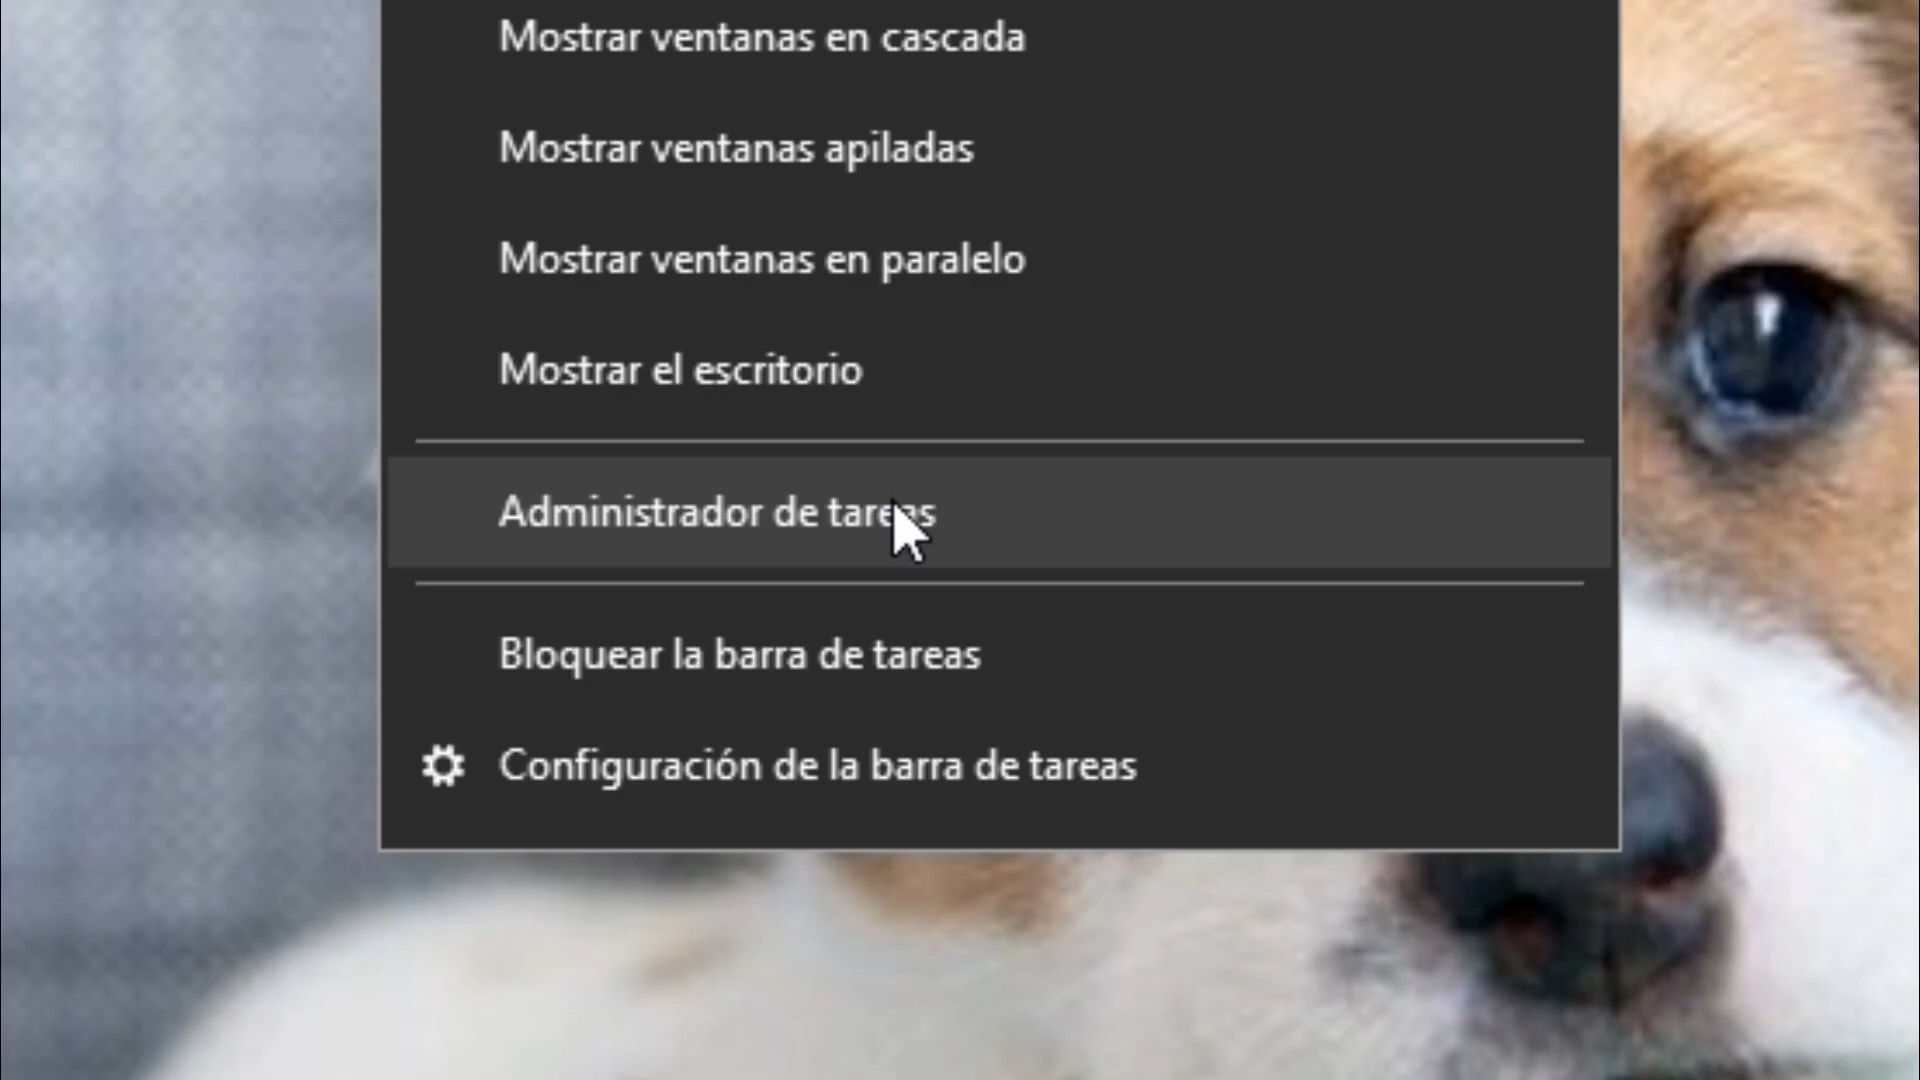 Mostrar ventanas en cascada
Mostrar ventanas apiladas
Mostrar ventanas en paralelo
Mostrar el escritorio
Administrador de tareas
Bloquear la barra de tareas
Configuración de la barra de tareas